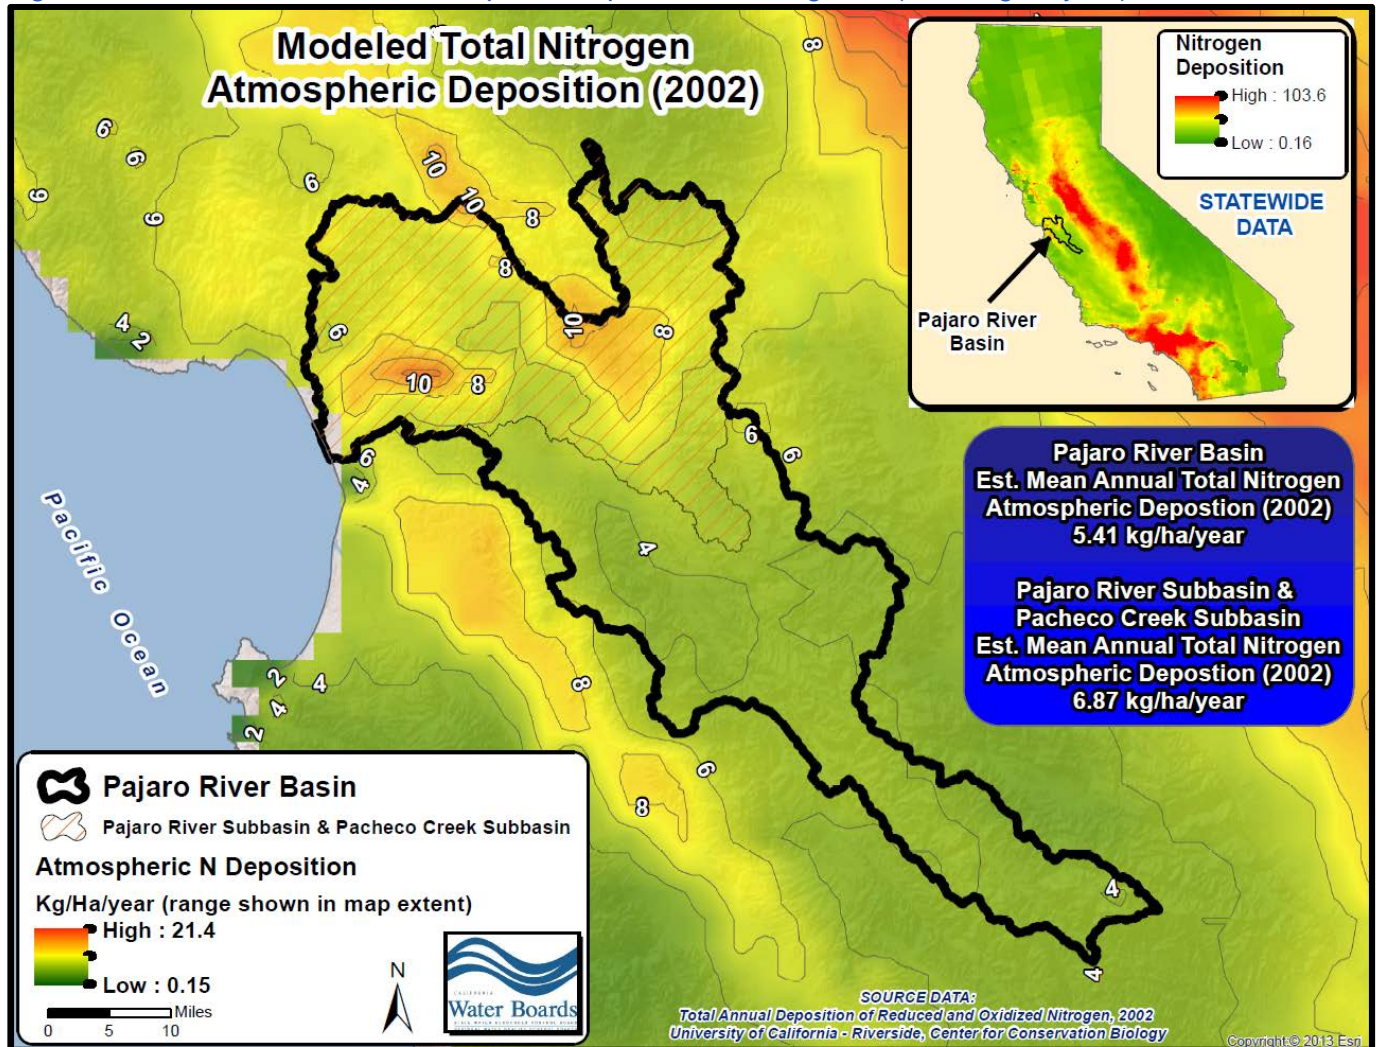 Modeled Total Nitrogen
Atmospheric Deposition (2002)
Nitrogen
Deposition
High : 103.6
Low : 0.16
STATEWIDE
DATA
Pajaro River
Basin
8
6
6
6
6
6
10
10
8
8
6
10
8
4
2
10
8
6
6
6
4
4
8
2
4
4
2
6
8
4
4
Pacific Ocean
Pajaro River Basin
Est. Mean Annual Total Nitrogen
Atmospheric Depostion (2002)
5.41 kg/ha/year
Pajaro River Subbasin &
Pacheco Creek Subbasin
Est. Mean Annual Total Nitrogen
Atmospheric Depostion (2002)
6.87 kg/ha/year
Pajaro River Basin
Pajaro River Subbasin & Pacheco Creek Subbasin
Atmospheric N Deposition
Kg/Ha/year (range shown in map extent)
High : 21.4
Low : 0.15
Miles
0 5 10
N
CALIFORNIA
Water Boards
SOURCE DATA:
Total Annual Deposition of Reduced and Oxidized Nitrogen, 2002
University of California - Riverside, Center for Conservation Biology
Copyright:© 2013 Esri